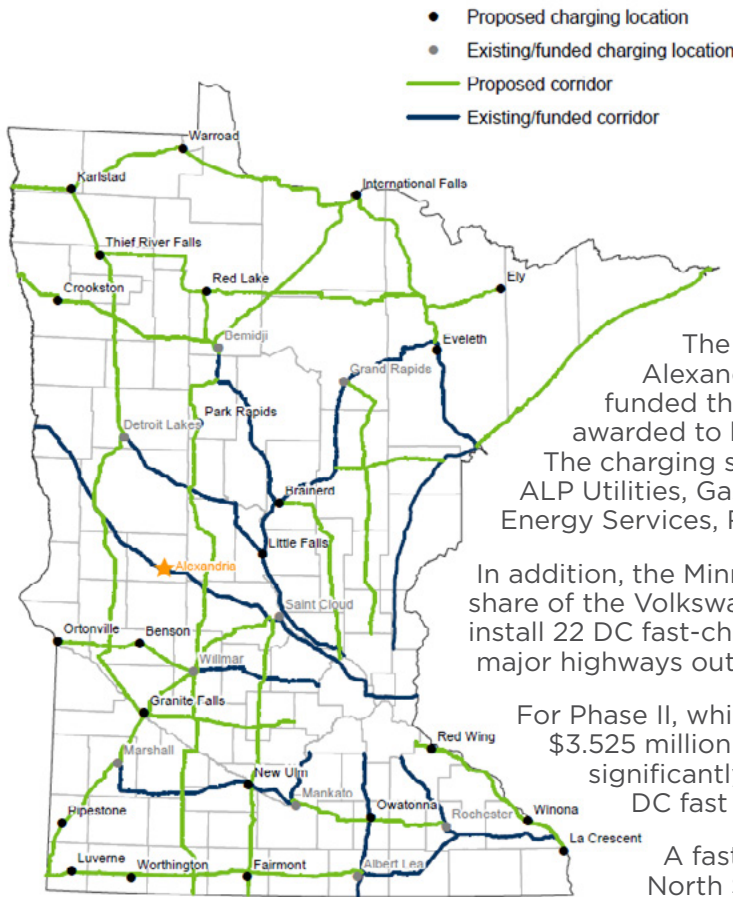 Proposed charging location
Existing/funded charging location
Proposed corridor
Existing/funded corridor
Warroad
Karlstad
International Falls
Thief River Falls
Red Lake
Ely
Crookston
Bemidji
Eveleth
Grand Rapids
Park Rapids
Detroit Lakes
Brainerd
Little Falls
Alexandria
Saint Cloud
Ortonville
Benson
Willmar
Granite Falls
Red Wing
Marshall
New Ulm
Mankato
Owatonna
Rochester
Winona
Pipestone
La Crescent
Luverne
Worthington
Fairmont
Albert Lea
The
Alexan
funded th
awarded to
The charging s
ALP Utilities, Ga
Energy Services,
In addition, the Minn
share of the Volkswa
install 22 DC fast-ch
major highways out
For Phase II, whi
$3.525 million
significantly
DC fast
A fast
North